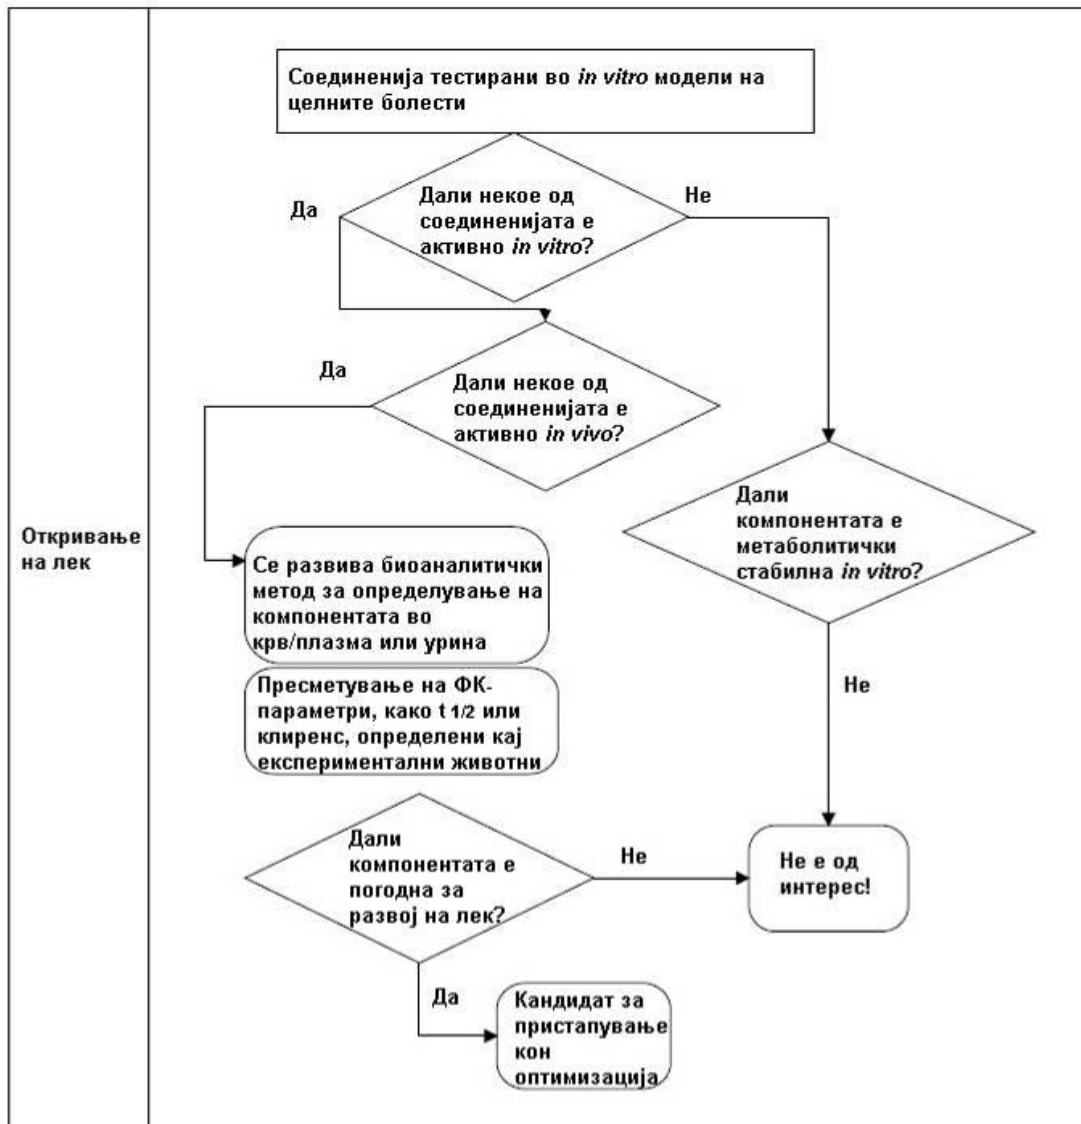 Соединенија тестирани во in vitro модели на
целните болести
Дали некое од
соединенијата е
активно in vitro?
Да
Не
Дали некое од
соединенијата е
активно in vivo?
Да
Дали
компонентата е
метаболитички
стабилна in vitro?
Откривање
на лек
Се развива биоаналитички
метод за определување на
компонентата во
крв/плазма или урина
Пресметување на ФК-
параметри, како t 1/2 или
клиренс, определени кај
експериментални животни
Не
Дали
компонентата е
погодна за
развој на лек?
Не
Не е од
интерес!
Да
Кандидат за
пристапување
кон
оптимизација